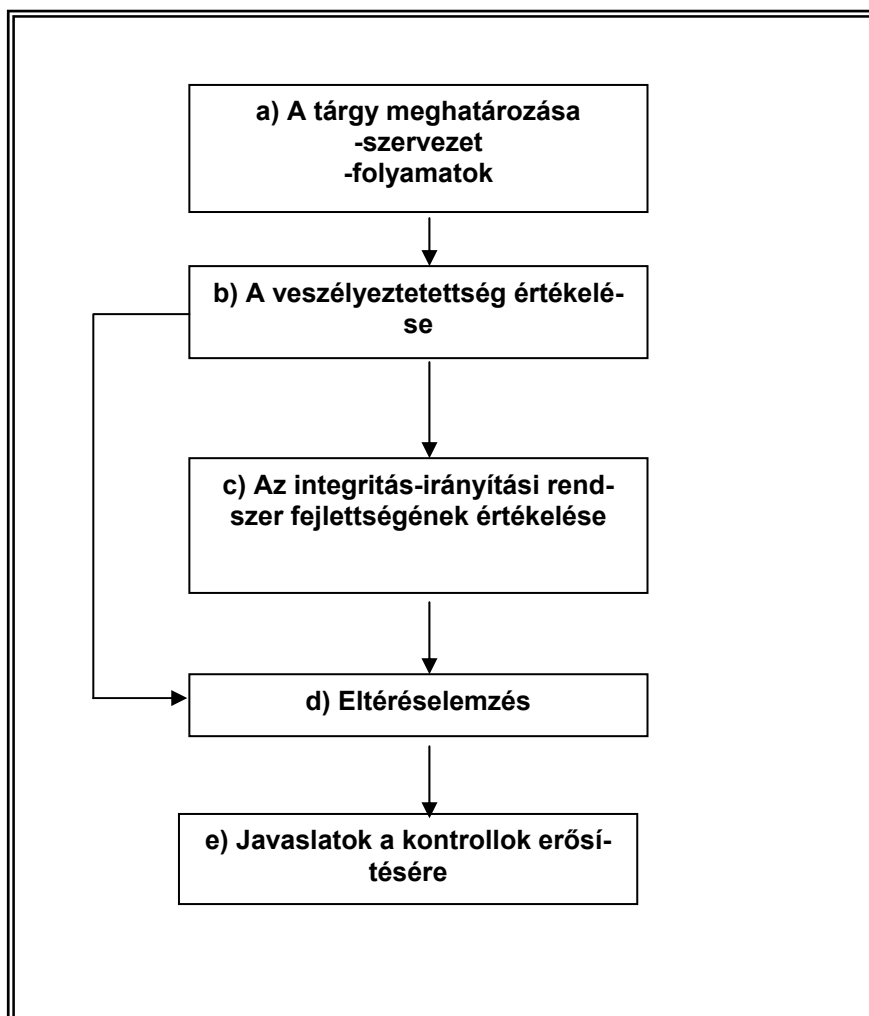 a) A tárgy meghatározása
-szervezet
-folyamatok
b) A veszélyeztetettség értékelé-
se
c) Az integritás-irányítási rend-
szer fejlettségének értékelése
d) Eltéréselemzés
e) Javaslatok a kontrollok erősí-
tésére